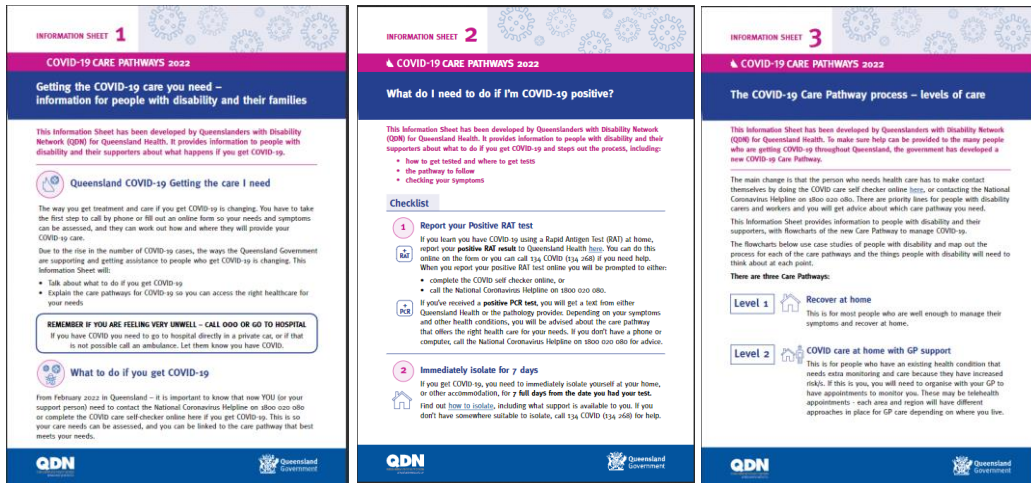 INFORMATION SHEET 1
COVID-19 CARE PATHWAYS 2022
Getting the COVID-19 care you need –
information for people with disability and their families
This Information Sheet has been developed by Queenslanders with Disability
Network (QDN) for Queensland Health. It provides information to people with
disability and their supporters about what happens if you get COVID-19.
Queensland COVID-19 Getting the care I need
The way you get treatment and care if you get COVID-19 is changing. You have to take
the first step to call by phone or fill out an online form so your needs and symptoms
can be assessed, and they can work out how and where they will provide your
COVID-19 care.
Due to the rise in the number of COVID-19 cases, the ways the Queensland Government
are supporting and getting assistance to people who get COVID-19 is changing. This
Information Sheet will:
• Talk about what to do if you get COVID-19
• Explain the care pathways for COVID-19 so you can access the right healthcare for
your needs
REMEMBER IF YOU ARE FEELING VERY UNWELL – CALL 000 OR GO TO HOSPITAL
If you have COVID you need to go to hospital directly in a private car, or if that
is not possible call an ambulance. Let them know you have COVID.
What to do if you get COVID-19
From February 2022 in Queensland – it is important to know that now YOU (or your
support person) need to contact the National Coronavirus Helpline on 1800 020 080
or complete the COVID-19 care self-checker online here if you get COVID-19. This is so
your care needs can be assessed, and you can be linked to the care pathway that best
meets your needs.
QDN
Queensland
Government
INFORMATION SHEET 2
COVID-19 CARE PATHWAYS 2022
What do I need to do if I'm COVID-19 positive?
This Information Sheet has been developed by Queenslanders with Disability Network
(QDN) for Queensland Health. It provides information to people with disability and their
supporters about what to do if you get COVID-19 and steps out the process, including:
• how to get tested and where to get tests
• the pathway to follow
• checking your symptoms
Checklist
1 Report your Positive RAT test
+
RAT
If you learn you have COVID-19 using a Rapid Antigen Test (RAT) at home,
report your positive RAT result to Queensland Health here. You can do this
online on the form or you can call 134 COVID (134 268) if you need help.
When you report your positive RAT test online you will be prompted to either:
• complete the COVID self checker online, or
• call the National Coronavirus Helpline on 1800 020 080.
+
PCR
If you've received a positive PCR test, you will get a text from either
Queensland Health or the pathology provider. Depending on your symptoms
and other health conditions, you will be advised about the care pathway
that offers the right health care for your needs. If you don't have a phone or
computer, call the National Coronavirus Helpline on 1800 020 080 for advice.
2 Immediately isolate for 7 days
If you get COVID-19, you need to immediately isolate yourself at your home,
or other accommodation, for 7 full days from the date you had your test.
Find out how to isolate, including what support is available to you. If you
don't have somewhere suitable to isolate, call 134 COVID (134 268) for help.
QDN
Queensland
Government
INFORMATION SHEET 3
COVID-19 CARE PATHWAYS 2022
The COVID-19 Care Pathway process – levels of care
This Information Sheet has been developed by Queenslanders with Disability Network
(QDN) for Queensland Health. To make sure help can be provided to the many people
who are getting COVID-19 throughout Queensland, the government has developed a
new COVID-19 Care Pathway.
The main change is that the person who needs health care has to make contact
themselves by doing the COVID care self checker online here, or contacting the National
Coronavirus Helpline on 1800 020 080. There are priority lines for people with disability
carers and workers and you will get advice about which care pathway you need.
This Information Sheet provides information to people with disability and their
supporters, with flowcharts of the new Care Pathway to manage COVID-19.
The flowcharts below use case studies of people with disability and map out the
process for each of the care pathways and the things people with disability will need to
think about at each point.
There are three Care Pathways:
Level 1
Recover at home
This is for most people who are well enough to manage their
symptoms and recover at home.
Level 2
COVID care at home with GP support
This is for people who have an existing health condition that
needs extra monitoring and care because they have increased
risk/s. If this is you, you will need to organise with your GP to
have appointments to monitor you. These may be telehealth
appointments - each area and region will have different
approaches in place for GP care depending on where you live.
QDN
Queensland
Government